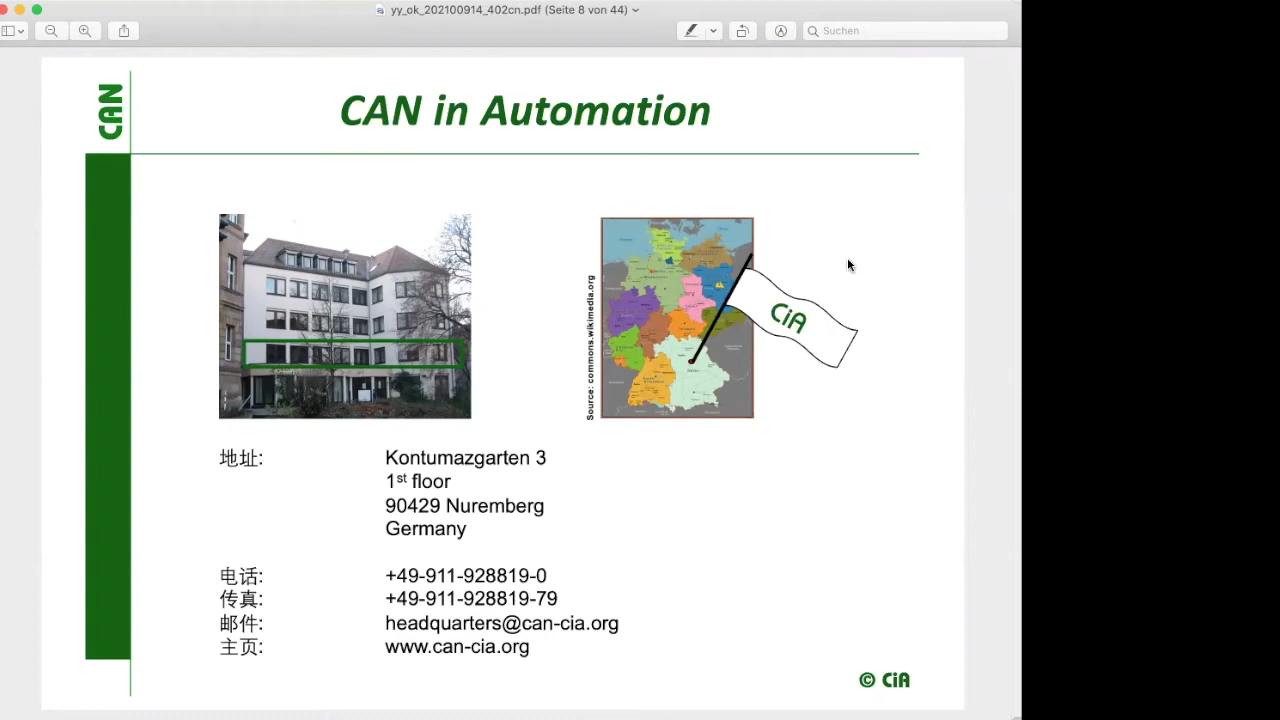 yy_ok_202100914_402cn.pdf (Seite 8 von 44)
Suchen
CAN
CAN in Automation
Source: commons.wikimedia.org
CiA
地址: Kontumazgarten 3
1st floor
90429 Nuremberg
Germany
电话: +49-911-928819-0
传真: +49-911-928819-79
邮件: headquarters@can-cia.org
主页: www.can-cia.org
© CiA